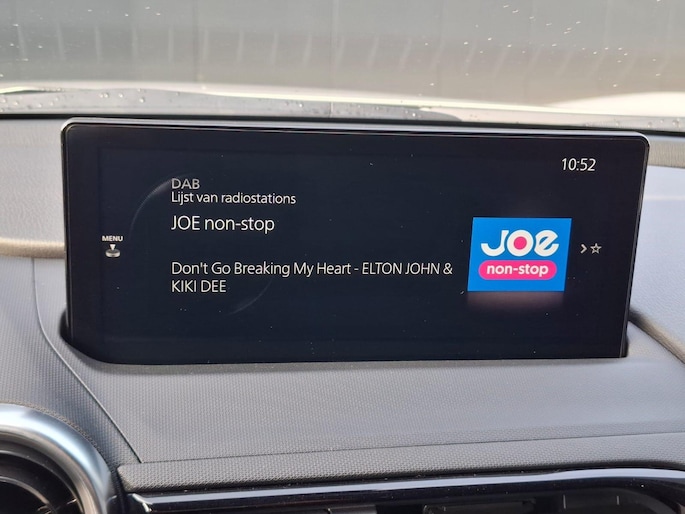 10:52
DAB
Lijst van radiostations
JOE non-stop
MENU
JOe
non-stop
Don't Go Breaking My Heart - ELTON JOHN &
KIKI DEE